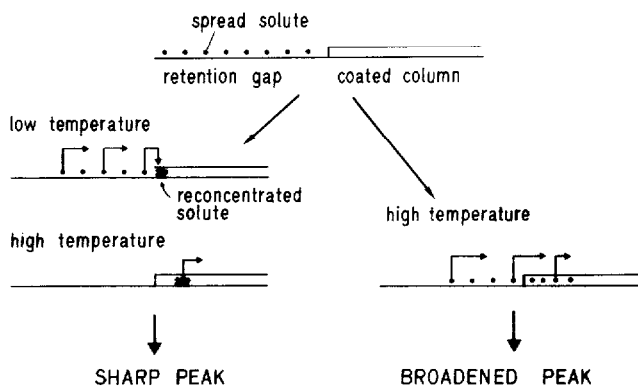 spread solute
retention gap coated column
low temperature
reconcentrated
solute
high temperature
high temperature
SHARP PEAK
BROADENED PEAK